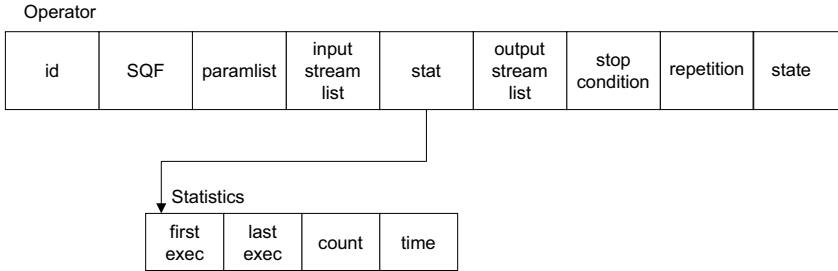 Operator
id
SQF
paramlist
input
stream
list
stat
output
stream
list
stop
condition
repetition
state
Statistics
first
exec
last
exec
count
time